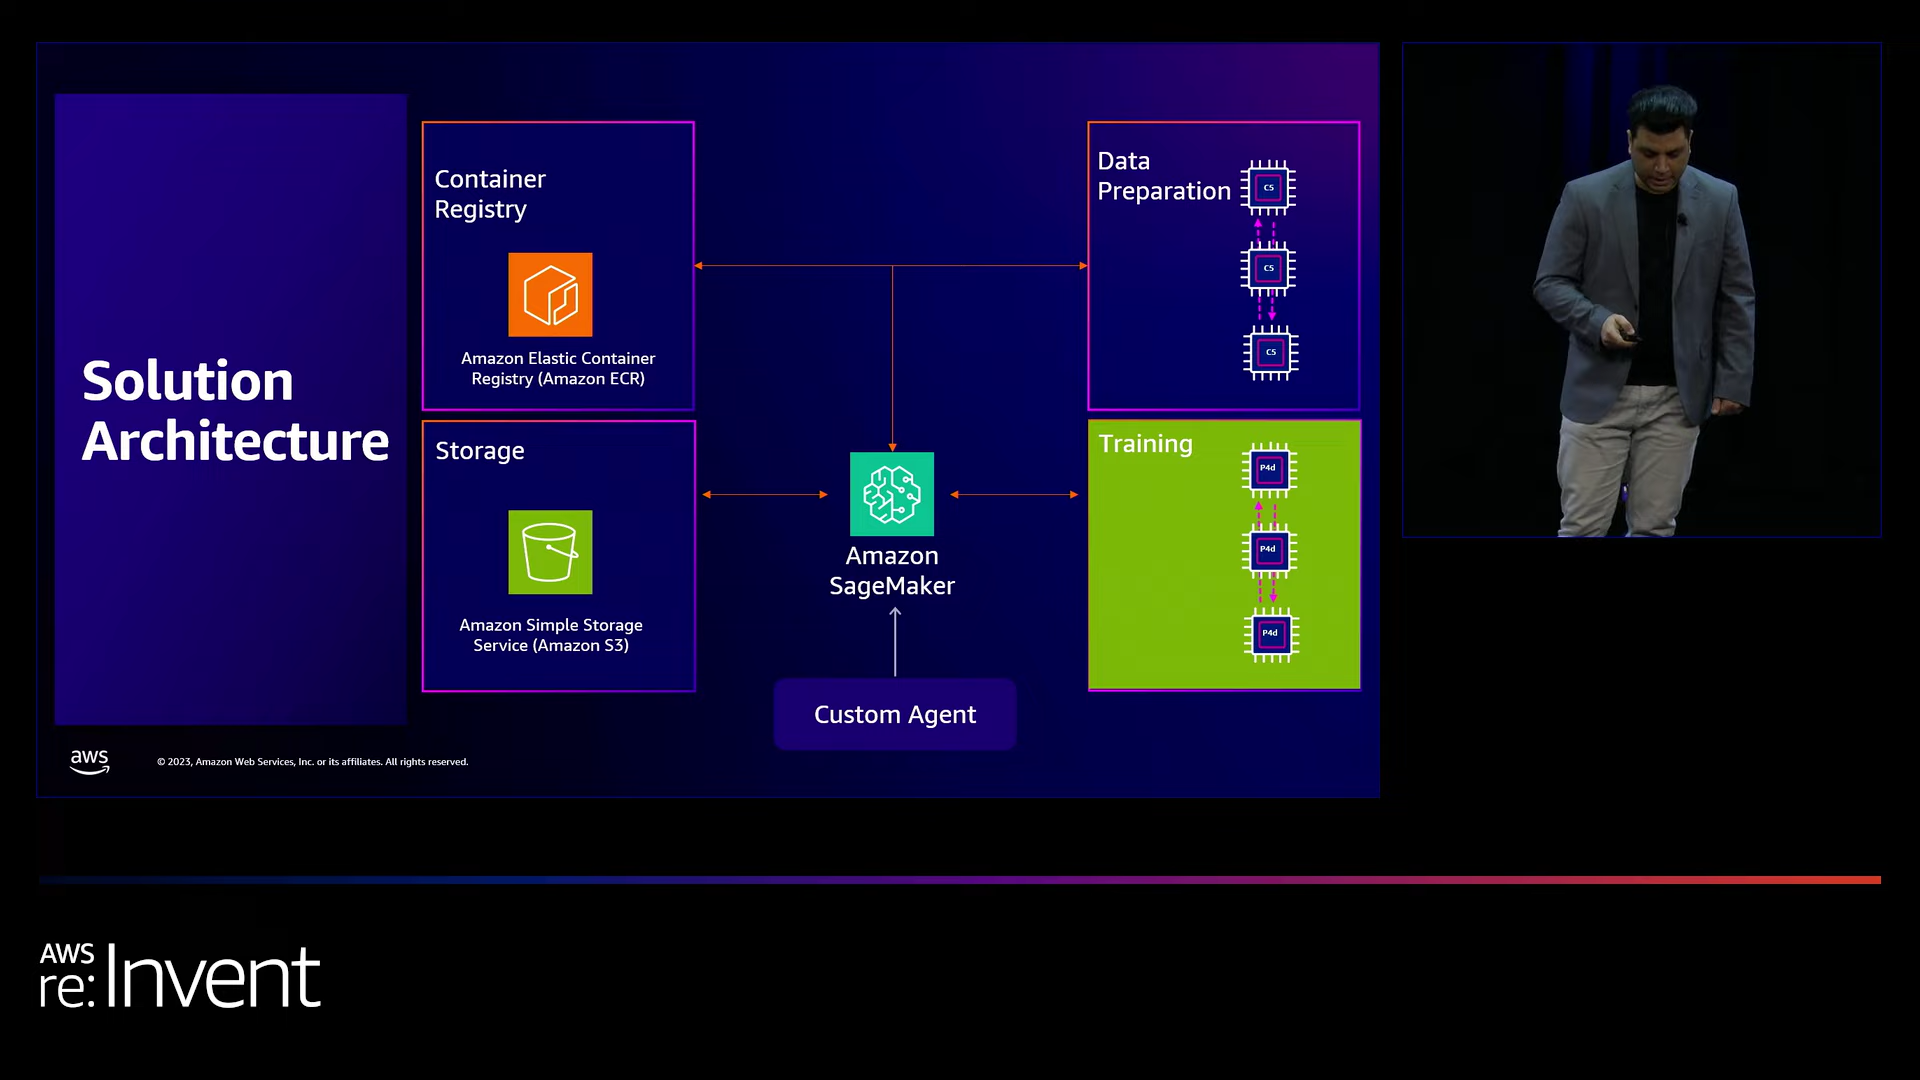 Solution
Architecture
Container
Registry
Amazon Elastic Container
Registry (Amazon ECR)
Storage
Amazon Simple Storage
Service (Amazon S3)
Amazon
SageMaker
Custom Agent
Data
Preparation
C5
C5
C5
Training
P4d
P4d
P4d
aws
© 2023, Amazon Web Services, Inc. or its affiliates. All rights reserved.
AWS
re:Invent